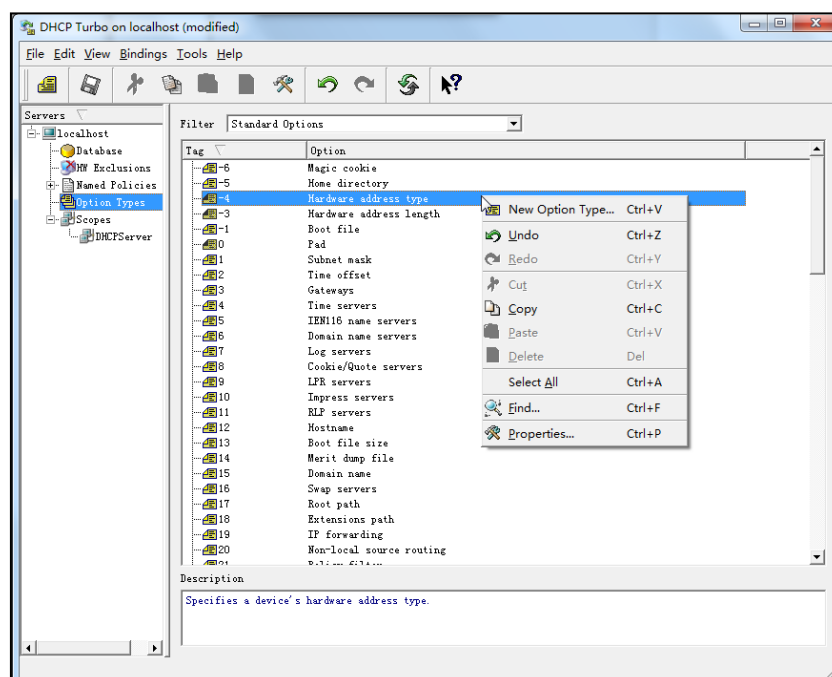 DHCP Turbo on localhost (modified)
File Edit View Bindings Tools Help
Servers
localhost
Database
HW Exclusions
Named Policies
Option Types
Scopes
DHCPServer
Filter Standard Options
Tag Option
-6 Magic cookie
-5 Home directory
-4 Hardware address type
-3 Hardware address length
-1 Boot file
0 Pad
1 Subnet mask
2 Time offset
3 Gateways
4 Time servers
5 IEN116 name servers
6 Domain name servers
7 Log servers
8 Cookie/Quote servers
9 LPR servers
10 Impress servers
11 RLP servers
12 Hostname
13 Boot file size
14 Merit dump file
15 Domain name
16 Swap servers
17 Root path
18 Extensions path
19 IP forwarding
20 Non-local source routing
New Option Type... Ctrl+V
Undo Ctrl+Z
Redo Ctrl+Y
Cut Ctrl+X
Copy Ctrl+C
Paste Ctrl+V
Delete Del
Select All Ctrl+A
Find... Ctrl+F
Properties... Ctrl+P
Description
Specifies a device's hardware address type.